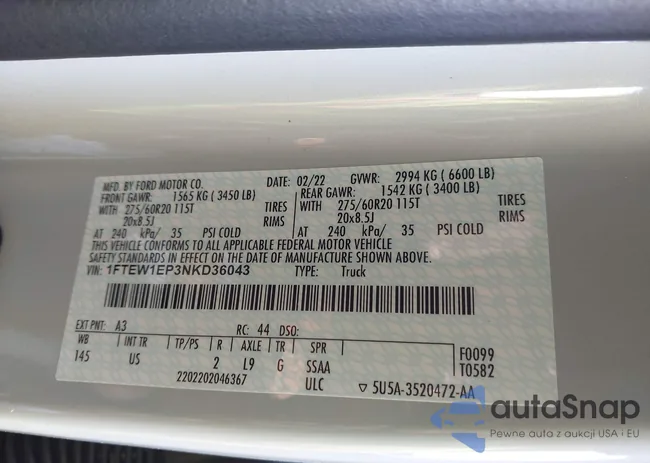 MFD. BY FORD MOTOR CO. DATE: 02/22 GVWR: 2994 KG ( 6600 LB)
FRONT GAWR: 1565 KG ( 3450 LB) REAR GAWR: 1542 KG ( 3400 LB)
WITH 275/60R20 115T TIRES WITH 275/60R20 115T TIRES
20x8.5J RIMS 20x8.5J RIMS
AT 240 kPa/ 35 PSI COLD AT 240 kPa/ 35 PSI COLD
THIS VEHICLE CONFORMS TO ALL APPLICABLE FEDERAL MOTOR VEHICLE
SAFETY STANDARDS IN EFFECT ON THE DATE OF MANUFACTURE SHOWN ABOVE.
VIN: 1FTEW1EP3NKD36043 TYPE: Truck
EXT PNT: A3 RC: 44 DSO:
WB INT TR TP/PS R AXLE TR SPR F0099
145 US 2 L9 G SSAA T0582
2202202046367 ULC ▽ 5U5A-3520472-AA
autaSnap
Pewne auto z aukcji USA i EU